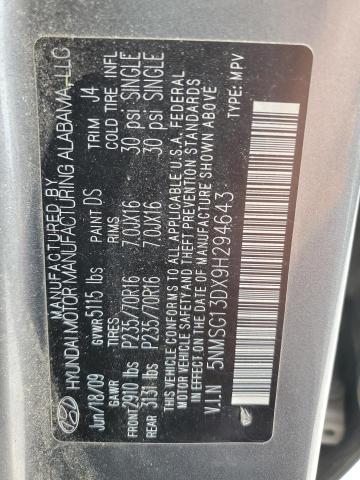 MANUFACTURED BY
HYUNDAI MOTOR MANUFACTURING ALABAMA, LLC
Jun/18/09 GVWR 5115 lbs PAINT DS TRIM J4
GAWR TIRES RIMS COLD TIRE INFL
FRONT 2910 lbs P235/70R16 7.0JX16 30 psi SINGLE
REAR 3131 lbs P235/70R16 7.0JX16 30 psi SINGLE
THIS VEHICLE CONFORMS TO ALL APPLICABLE U.S.A. FEDERAL
MOTOR VEHICLE SAFETY AND THEFT PREVENTION STANDARDS
IN EFFECT ON THE DATE OF MANUFACTURE SHOWN ABOVE
V.I.N 5NMSG13DX9H294643 TYPE: MPV